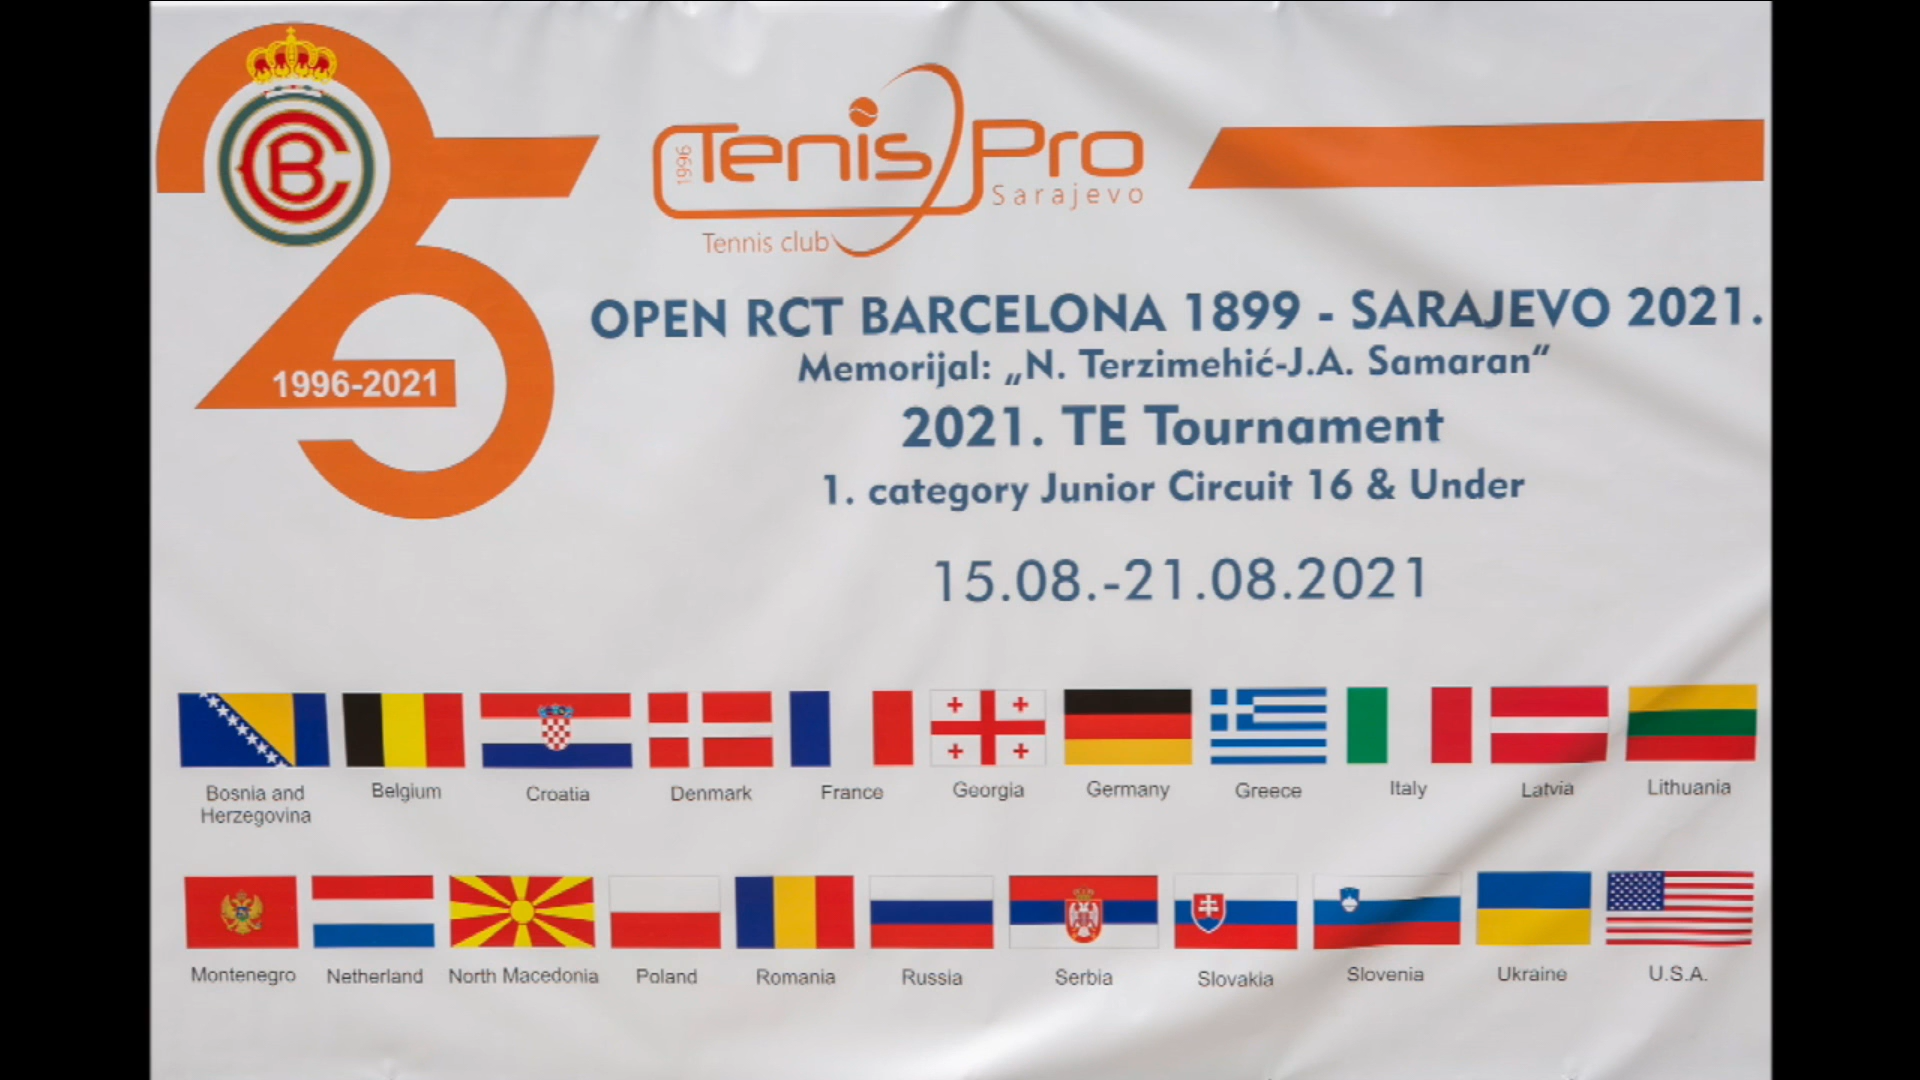 BC
1996-2021
1996 Tenis Pro
Sarajevo
Tennis club
OPEN RCT BARCELONA 1899 - SARAJEVO 2021.
Memorijal: „N. Terzimehić-J.A. Samaran“
2021. TE Tournament
1. category Junior Circuit 16 & Under
15.08.-21.08.2021
Bosnia and Herzegovina
Belgium
Croatia
Denmark
France
Georgia
Germany
Greece
Italy
Latvia
Lithuania
Montenegro
Netherland
North Macedonia
Poland
Romania
Russia
Serbia
Slovakia
Slovenia
Ukraine
U.S.A.